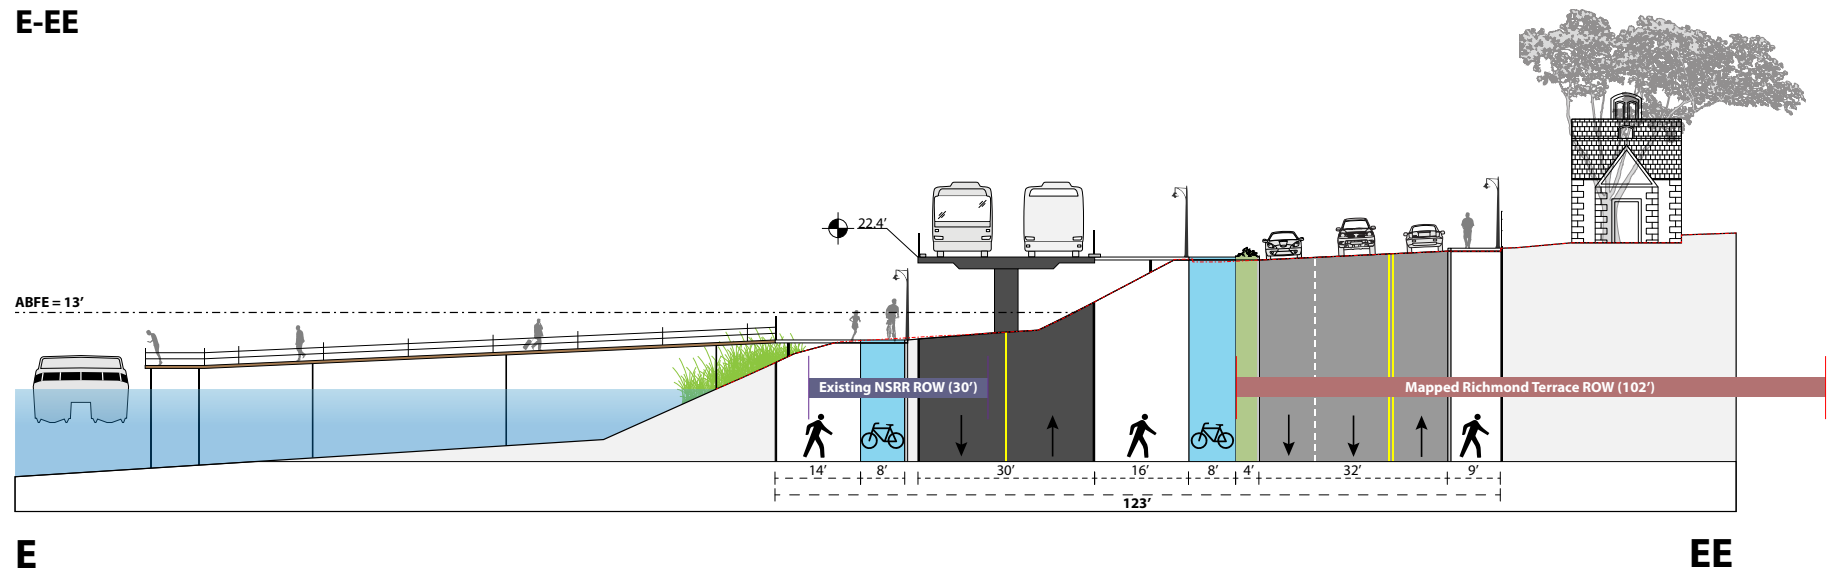 E-EE
22.4’
ABFE = 13’
Existing NSRR ROW (30’)
Mapped Richmond Terrace ROW (102’)
14’ 8’ 30’ 16’ 8’ 4’ 32’ 9’
123’
E EE